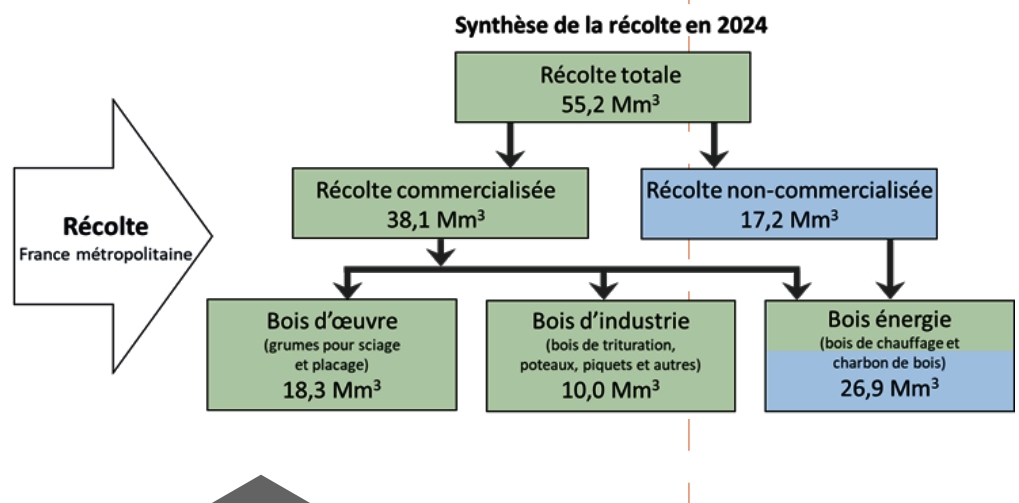 Synthèse de la récolte en 2024
Récolte totale
55,2 Mm³
Récolte commercialisée
38,1 Mm³
Récolte non-commercialisée
17,2 Mm³
Récolte
France métropolitaine
Bois d'œuvre
(grumes pour sciage
et placage)
18,3 Mm³
Bois d'industrie
(bois de trituration,
poteaux, piquets et autres)
10,0 Mm³
Bois énergie
(bois de chauffage et
charbon de bois)
26,9 Mm³